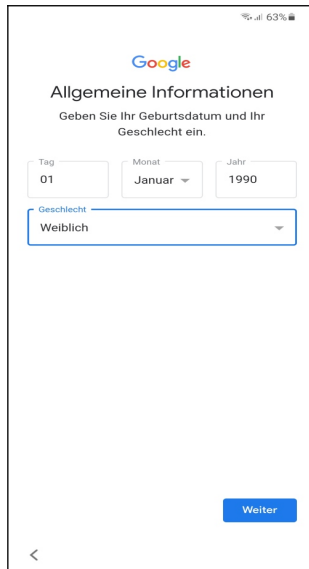 63%
Google
Allgemeine Informationen
Geben Sie Ihr Geburtsdatum und Ihr
Geschlecht ein.
Tag
Monat
Jahr
01
Januar
1990
Geschlecht
Weiblich
Weiter